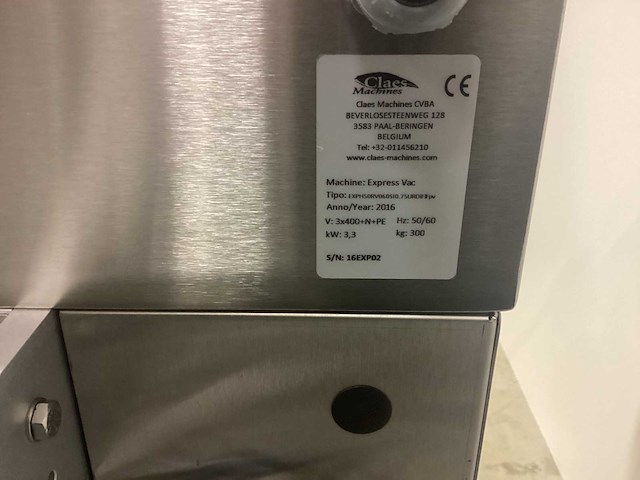 Claes
Machines
CE
Claes Machines CVBA
BEVERLOSESTEENWEG 128
3583 PAAL-BERINGEN
BELGIUM
Tel: +32-011456210
www.claes-machines.com
Machine: Express Vac
Tipo:
Anno/Year: 2016
V: 3x400+N+PE Hz: 50/60
kW: 3,3 kg: 300
S/N: 16EXP02